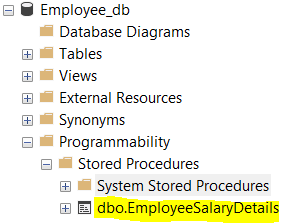 Employee_db
Database Diagrams
Tables
Views
External Resources
Synonyms
Programmability
Stored Procedures
System Stored Procedures
dbo.EmployeeSalaryDetails